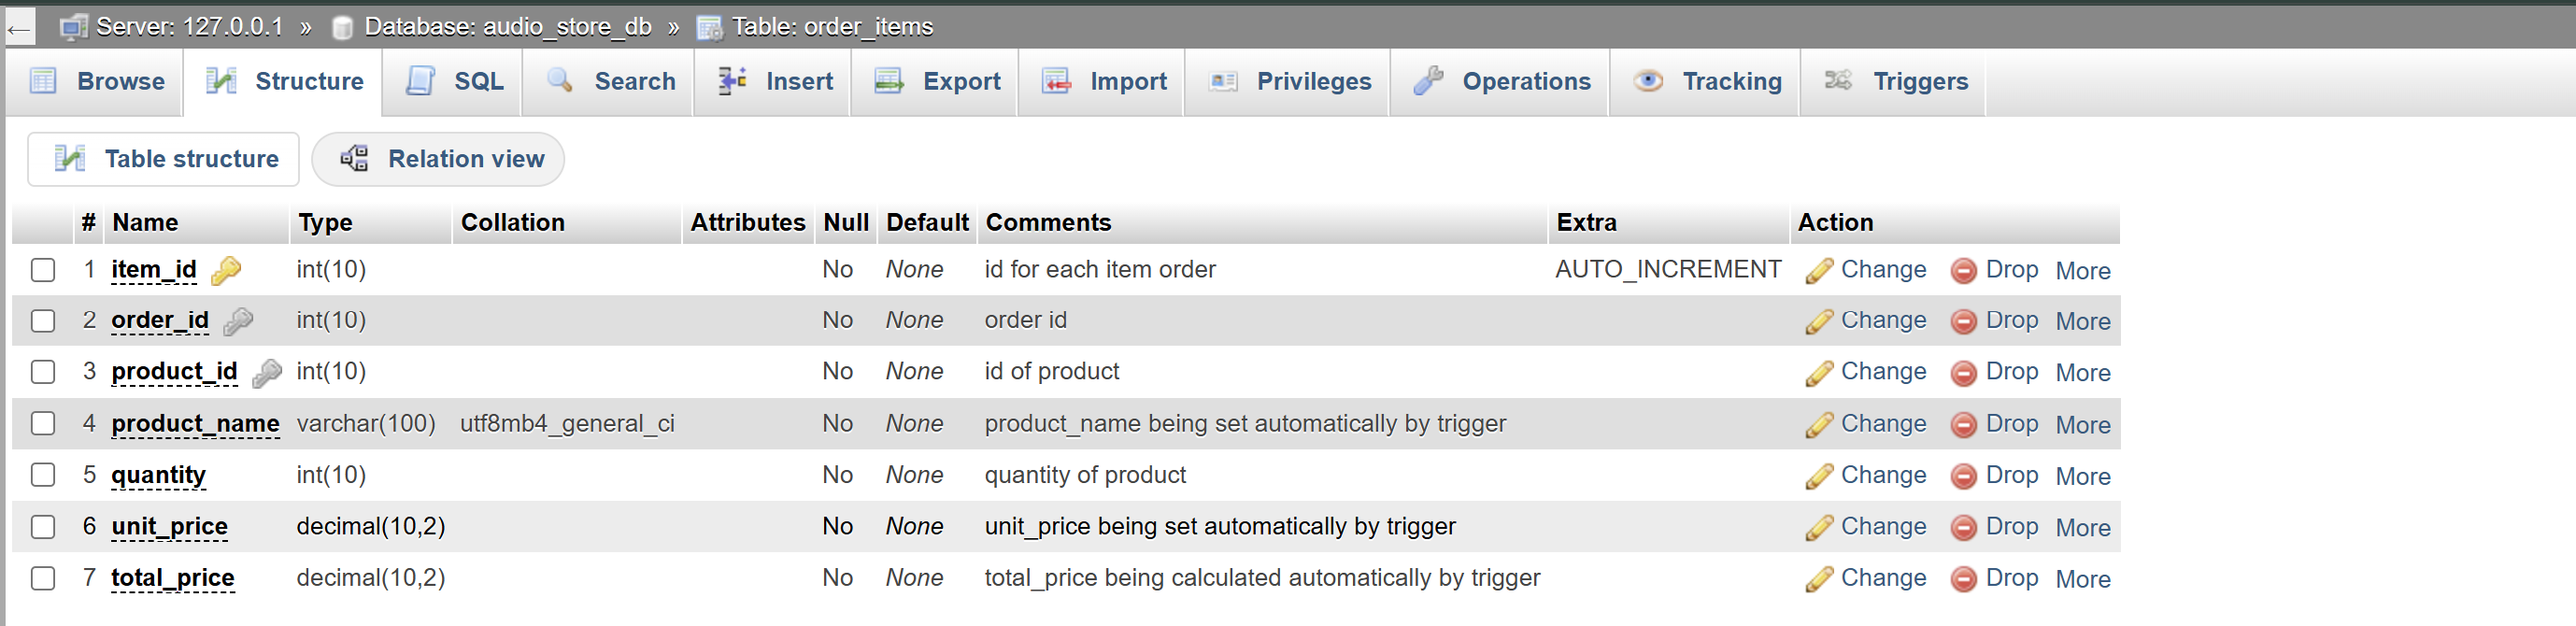 ← Server: 127.0.0.1 » Database: audio_store_db » Table: order_items
Browse Structure SQL Search Insert Export Import Privileges Operations Tracking Triggers
Table structure Relation view
# Name Type Collation Attributes Null Default Comments Extra Action
1 item_id int(10) No None id for each item order AUTO_INCREMENT Change Drop More
2 order_id int(10) No None order id Change Drop More
3 product_id int(10) No None id of product Change Drop More
4 product_name varchar(100) utf8mb4_general_ci No None product_name being set automatically by trigger Change Drop More
5 quantity int(10) No None quantity of product Change Drop More
6 unit_price decimal(10,2) No None unit_price being set automatically by trigger Change Drop More
7 total_price decimal(10,2) No None total_price being calculated automatically by trigger Change Drop More